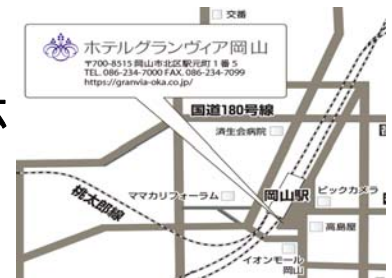 交番
ホテルグランヴィア岡山
〒700-8515 岡山市北区駅元町1番5
TEL. 086-234-7000 FAX. 086-234-7099
https://granvia-oka.co.jp/
国道180号線
済生会病院
桃太郎線
ママカリフォーラム
岡山駅
ビックカメラ
高島屋
イオンモール
岡山